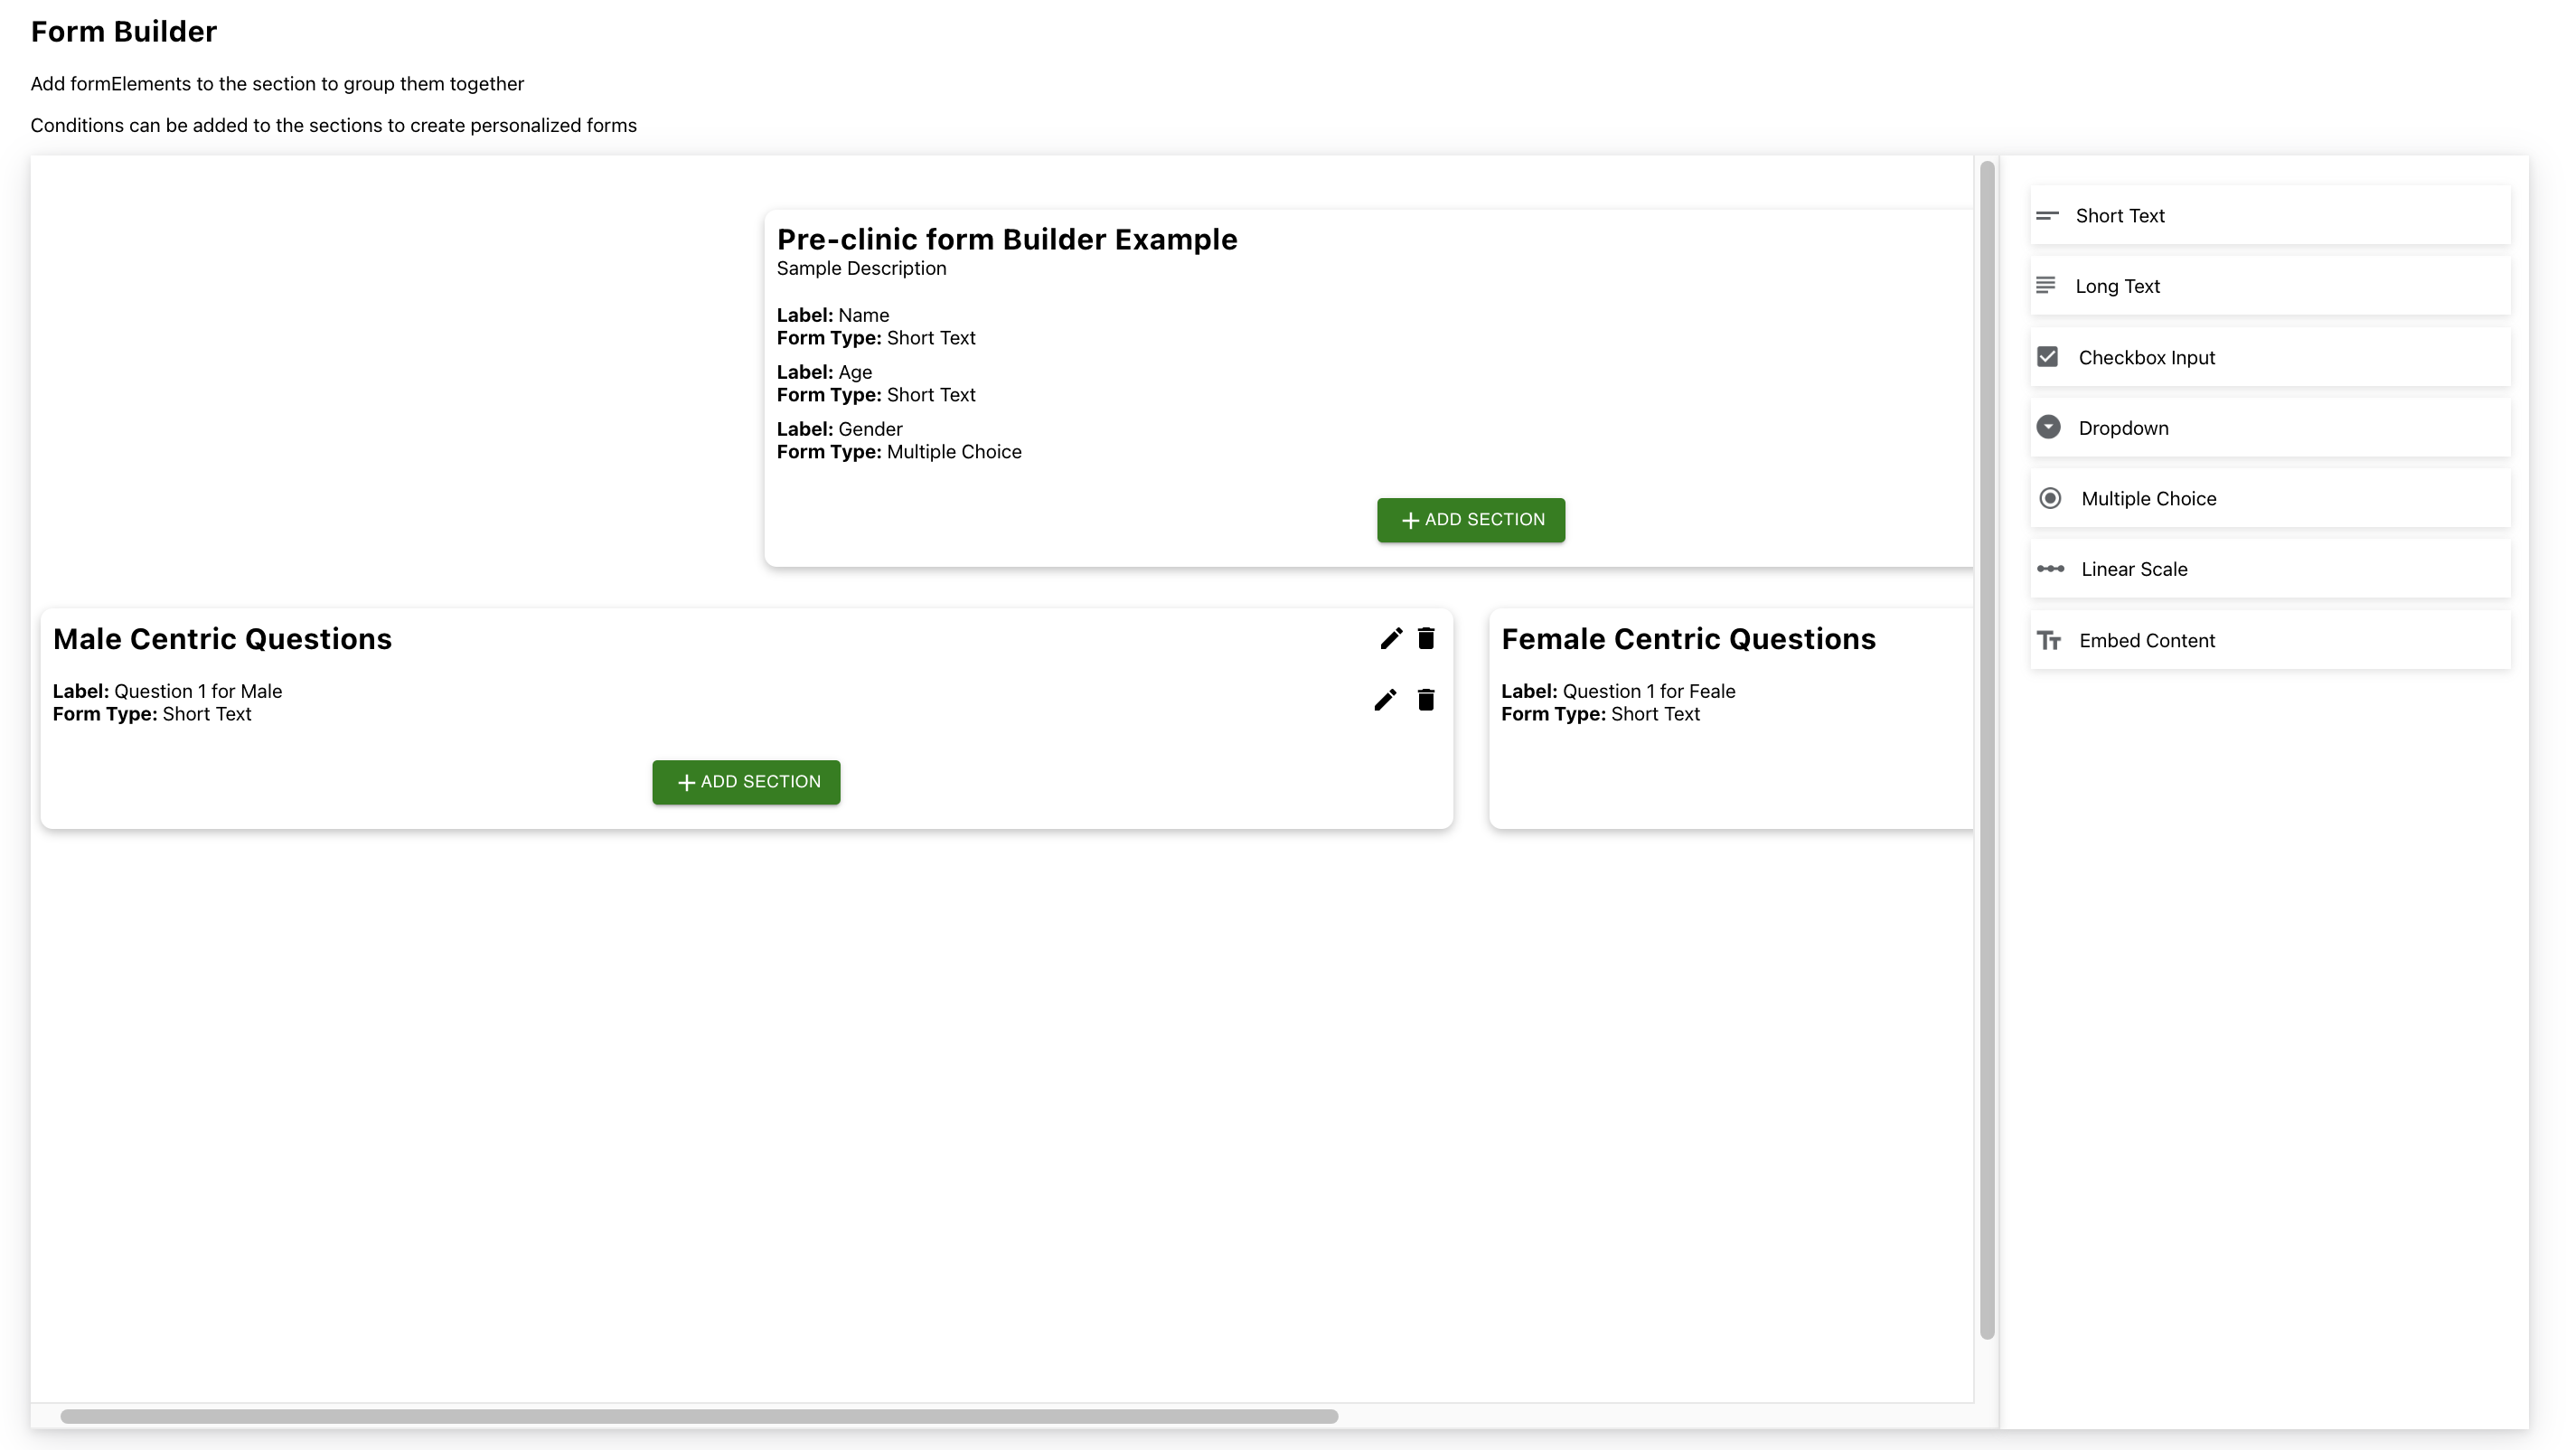 Form Builder
Add formElements to the section to group them together
Conditions can be added to the sections to create personalized forms
Pre-clinic form Builder Example
Sample Description
Label: Name
Form Type: Short Text
Label: Age
Form Type: Short Text
Label: Gender
Form Type: Multiple Choice
ADD SECTION
Male Centric Questions
Label: Question 1 for Male
Form Type: Short Text
ADD SECTION
Female Centric Questions
Label: Question 1 for Feale
Form Type: Short Text
Short Text
Long Text
Checkbox Input
Dropdown
Multiple Choice
Linear Scale
Embed Content